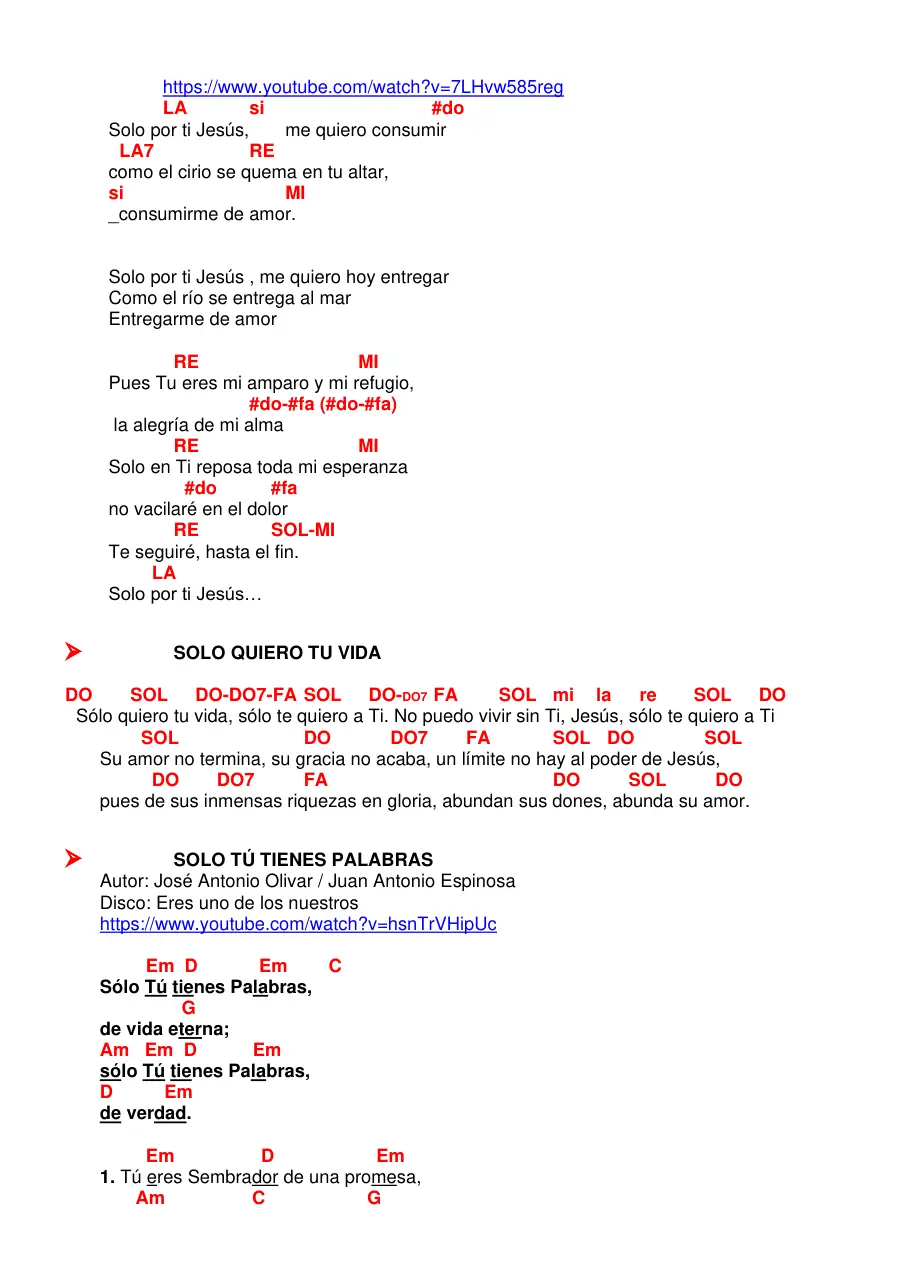 https://www.youtube.com/watch?v=7LHvw585reg
LA si #do
Solo por ti Jesús, me quiero consumir
LA7 RE
como el cirio se quema en tu altar,
si MI
_consumirme de amor.
Solo por ti Jesús , me quiero hoy entregar
Como el río se entrega al mar
Entregarme de amor
RE MI
Pues Tu eres mi amparo y mi refugio,
#do-#fa (#do-#fa)
la alegría de mi alma
RE MI
Solo en Ti reposa toda mi esperanza
#do #fa
no vacilaré en el dolor
RE SOL-MI
Te seguiré, hasta el fin.
LA
Solo por ti Jesús…
➢ SOLO QUIERO TU VIDA
DO SOL DO-DO7-FA SOL DO-DO7 FA SOL mi la re SOL DO
Sólo quiero tu vida, sólo te quiero a Ti. No puedo vivir sin Ti, Jesús, sólo te quiero a Ti
SOL DO DO7 FA SOL DO SOL
Su amor no termina, su gracia no acaba, un límite no hay al poder de Jesús,
DO DO7 FA DO SOL DO
pues de sus inmensas riquezas en gloria, abundan sus dones, abunda su amor.
➢ SOLO TÚ TIENES PALABRAS
Autor: José Antonio Olivar / Juan Antonio Espinosa
Disco: Eres uno de los nuestros
https://www.youtube.com/watch?v=hsnTrVHipUc
Em D Em C
Sólo Tú tienes Palabras,
G
de vida eterna;
Am Em D Em
sólo Tú tienes Palabras,
D Em
de verdad.
Em D Em
1. Tú eres Sembrador de una promesa,
Am C G